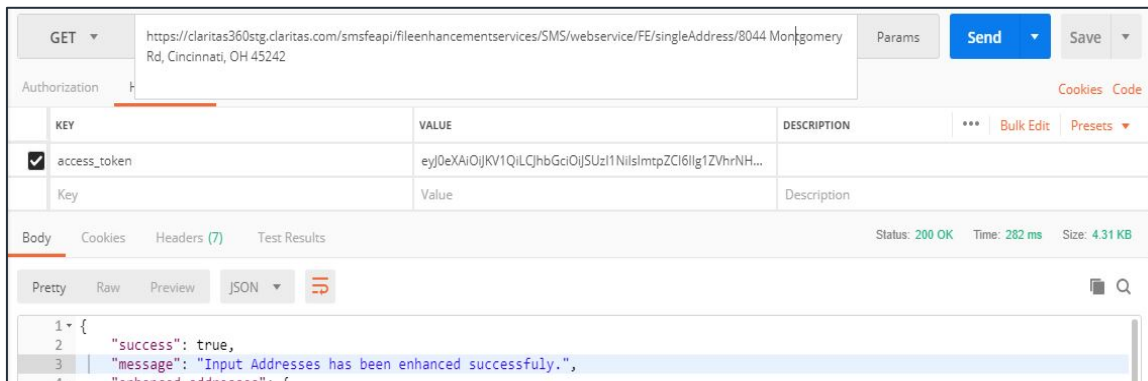 GET
https://claritas360stg.claritas.com/smsfeapi/fileenhancementservices/SMS/webservice/FE/singleAddress/8044 Montgomery
Rd, Cincinnati, OH 45242
Params
Send
Save
Authorization
Cookies Code
KEY VALUE DESCRIPTION ••• Bulk Edit Presets
access_token eyJ0eXAiOiJKV1QiLCJhbGciOiJSUzI1NiIsImtpZCI6Ilg1ZVhrNH...
Key Value Description
Body Cookies Headers (7) Test Results Status: 200 OK Time: 282 ms Size: 4.31 KB
Pretty Raw Preview JSON
1 {
2 "success": true,
3 "message": "Input Addresses has been enhanced successfuly.",
4 "enhanced_addresses": {